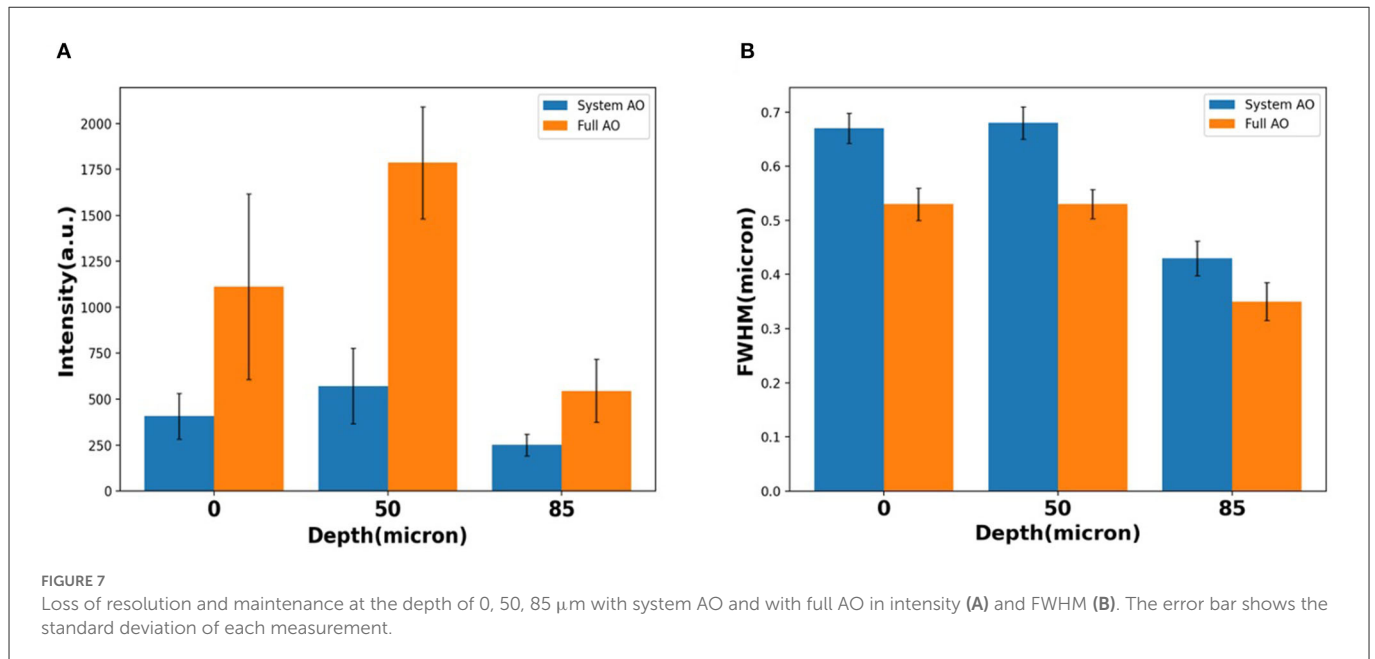 A
System AO
Full AO
2000
1750
1500
1250
1000
750
500
250
0
Intensity(a.u.)
0 50 85
Depth(micron)
B
System AO
Full AO
0.7
0.6
0.5
0.4
0.3
0.2
0.1
0.0
FWHM(micron)
0 50 85
Depth(micron)
FIGURE 7
Loss of resolution and maintenance at the depth of 0, 50, 85 μm with system AO and with full AO in intensity (A) and FWHM (B). The error bar shows the
standard deviation of each measurement.